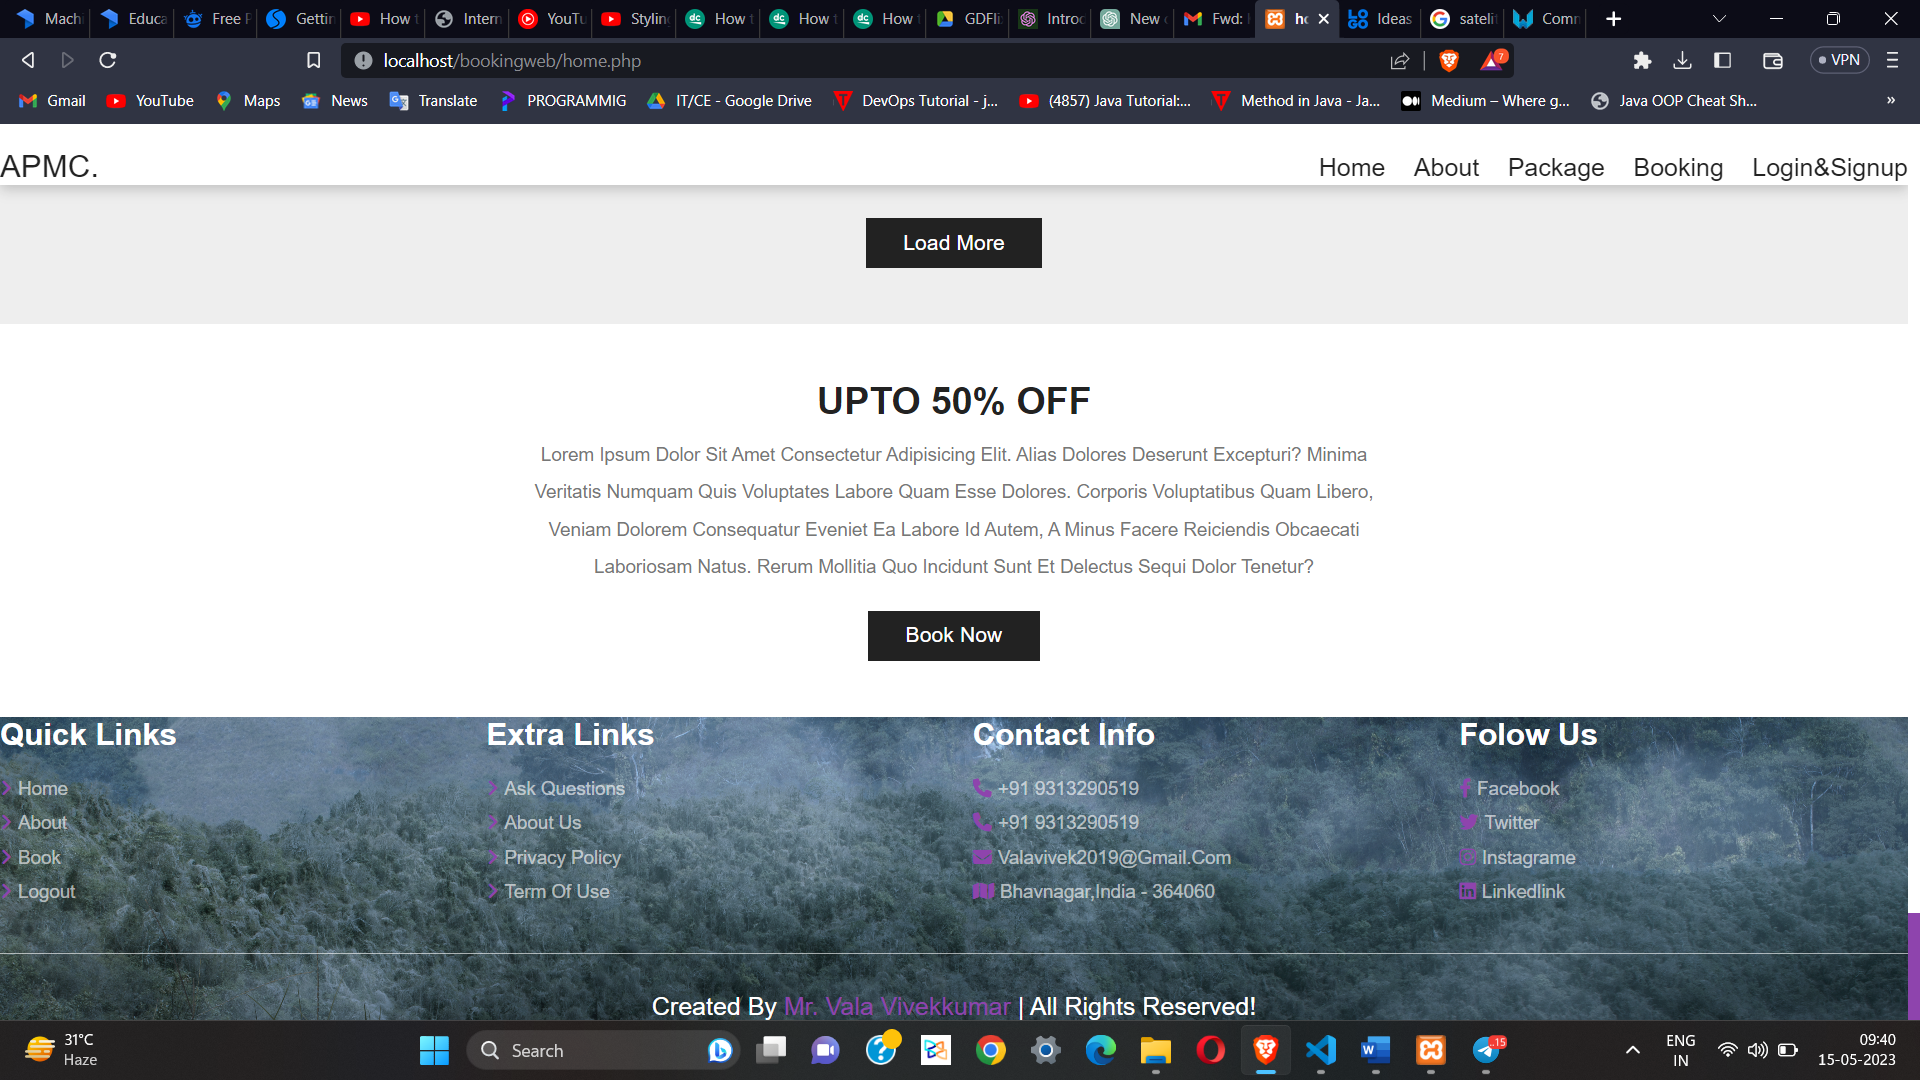 Machi
Educa
Free P
Gettin
How t
Intern
YouTu
Styling
How t
How t
How t
GDFli
Introd
New c
Fwd: 
ho
Ideas
satelit
Comm
localhost/bookingweb/home.php
7
VPN
Gmail
YouTube
Maps
News
Translate
PROGRAMMIG
IT/CE - Google Drive
DevOps Tutorial - j...
(4857) Java Tutorial:...
Method in Java - Ja...
Medium – Where g...
Java OOP Cheat Sh...
»
APMC.
Home About Package Booking Login&Signup
Load More
UPTO 50% OFF
Lorem Ipsum Dolor Sit Amet Consectetur Adipisicing Elit. Alias Dolores Deserunt Excepturi? Minima
Veritatis Numquam Quis Voluptates Labore Quam Esse Dolores. Corporis Voluptatibus Quam Libero,
Veniam Dolorem Consequatur Eveniet Ea Labore Id Autem, A Minus Facere Reiciendis Obcaecati
Laboriosam Natus. Rerum Mollitia Quo Incidunt Sunt Et Delectus Sequi Dolor Tenetur?
Book Now
Quick Links
Home
About
Book
Logout
Extra Links
Ask Questions
About Us
Privacy Policy
Term Of Use
Contact Info
+91 9313290519
+91 9313290519
Valavivek2019@Gmail.Com
Bhavnagar,India - 364060
Folow Us
Facebook
Twitter
Instagrame
Linkedlink
Created By Mr. Vala Vivekkumar | All Rights Reserved!
31°C
Haze
Search
..15
ENG
IN
09:40
15-05-2023